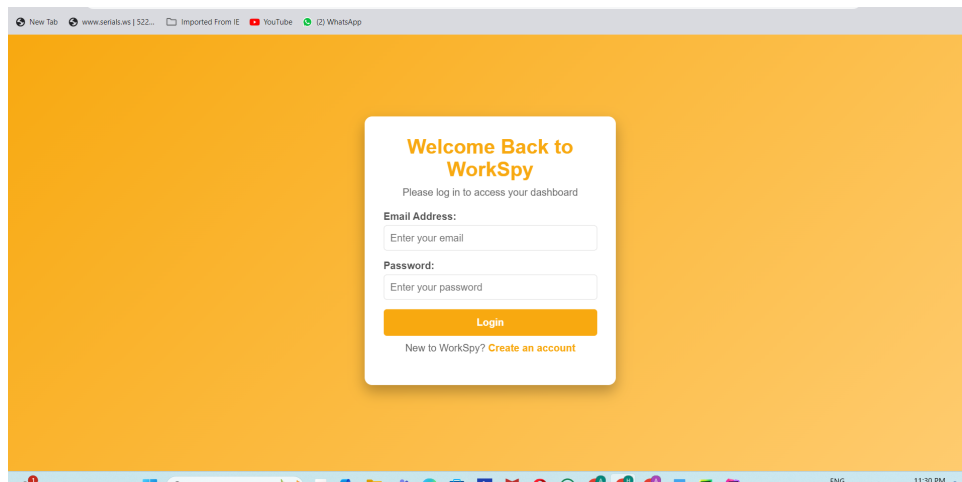 New Tab www.serials.ws | 522... Imported From IE YouTube (2) WhatsApp
Welcome Back to
WorkSpy
Please log in to access your dashboard
Email Address:
Enter your email
Password:
Enter your password
Login
New to WorkSpy? Create an account
1
ENG 11:30 PM